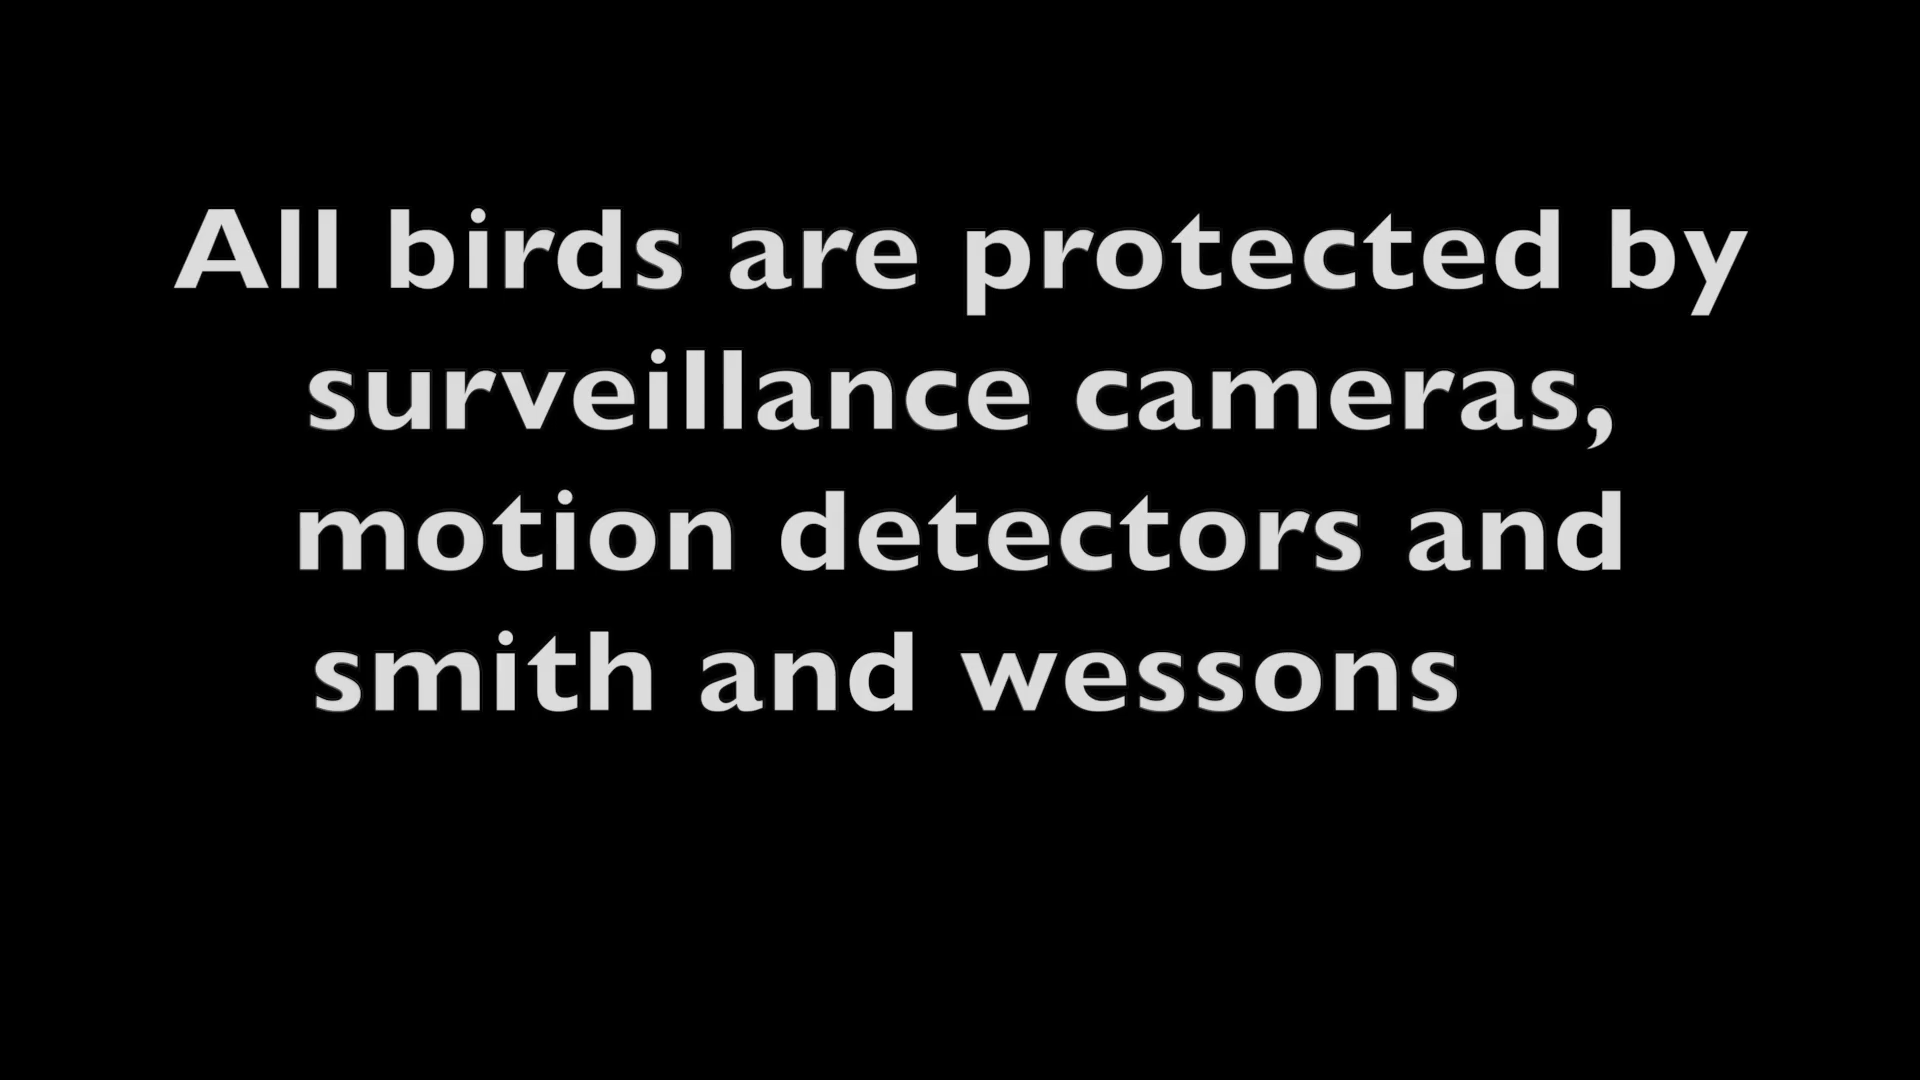 All birds are protected by
surveillance cameras,
motion detectors and
smith and wessons